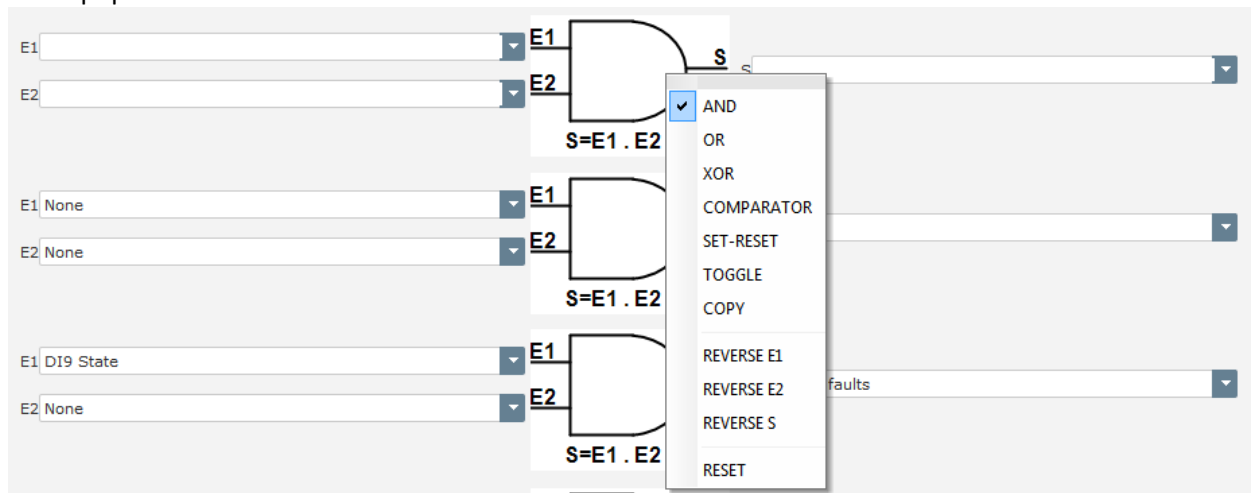 E1
E2
E1
E2
S
S
S=E1 . E2
AND
OR
XOR
COMPARATOR
SET-RESET
TOGGLE
COPY
REVERSE E1
REVERSE E2
REVERSE S
RESET
E1 None
E2 None
E1
E2
S=E1 . E2
E1 DI9 State
E2 None
E1
E2
S=E1 . E2
faults